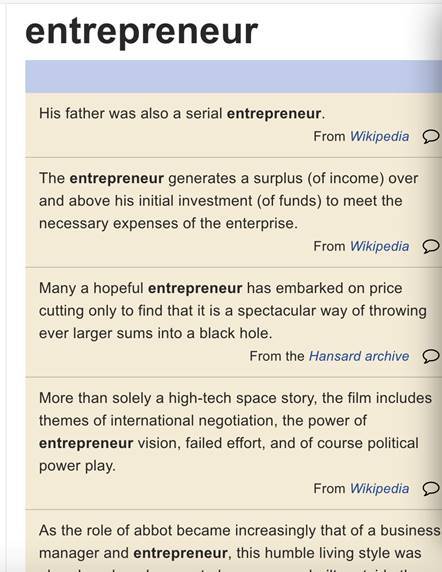 entrepreneur
His father was also a serial entrepreneur.
From Wikipedia
The entrepreneur generates a surplus (of income) over
and above his initial investment (of funds) to meet the
necessary expenses of the enterprise.
From Wikipedia
Many a hopeful entrepreneur has embarked on price
cutting only to find that it is a spectacular way of throwing
ever larger sums into a black hole.
From the Hansard archive
More than solely a high-tech space story, the film includes
themes of international negotiation, the power of
entrepreneur vision, failed effort, and of course political
power play.
From Wikipedia
As the role of abbot became increasingly that of a business
manager and entrepreneur, this humble living style was